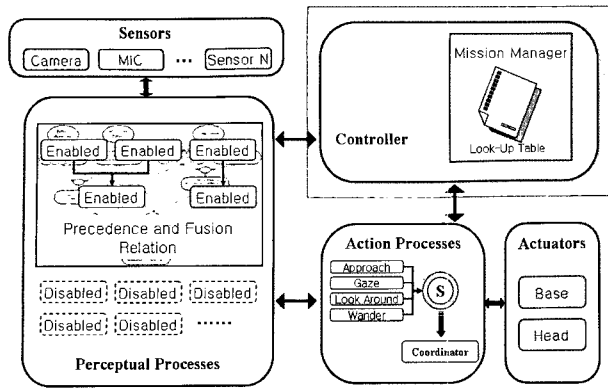 Sensors
Camera
MIC
...
Sensor N
Mission Manager
Look-Up Table
Controller
Enabled
Enabled
Enabled
Enabled
Enabled
Precedence and Fusion
Relation
Disabled
Disabled
Disabled
Disabled
Disabled
......
Perceptual Processes
Action Processes
Approach
Gaze
Look Around
Wander
S
Coordinator
Actuators
Base
Head